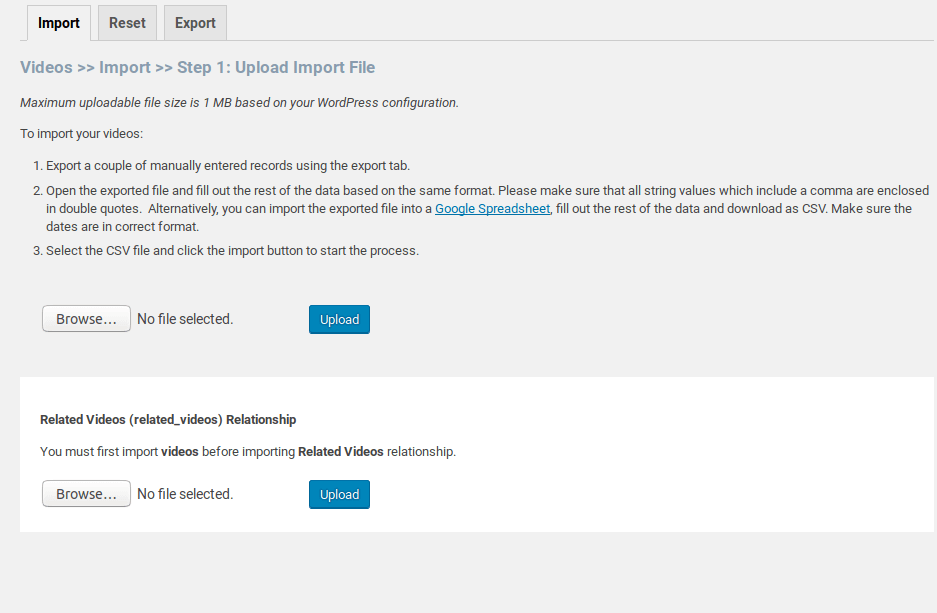 Import Reset Export
Videos >> Import >> Step 1: Upload Import File
Maximum uploadable file size is 1 MB based on your WordPress configuration.
To import your videos:
1. Export a couple of manually entered records using the export tab.
2. Open the exported file and fill out the rest of the data based on the same format. Please make sure that all string values which include a comma are enclosed
in double quotes.  Alternatively, you can import the exported file into a Google Spreadsheet, fill out the rest of the data and download as CSV. Make sure the
dates are in correct format.
3. Select the CSV file and click the import button to start the process.
Browse... No file selected. Upload
Related Videos (related_videos) Relationship
You must first import videos before importing Related Videos relationship.
Browse... No file selected. Upload